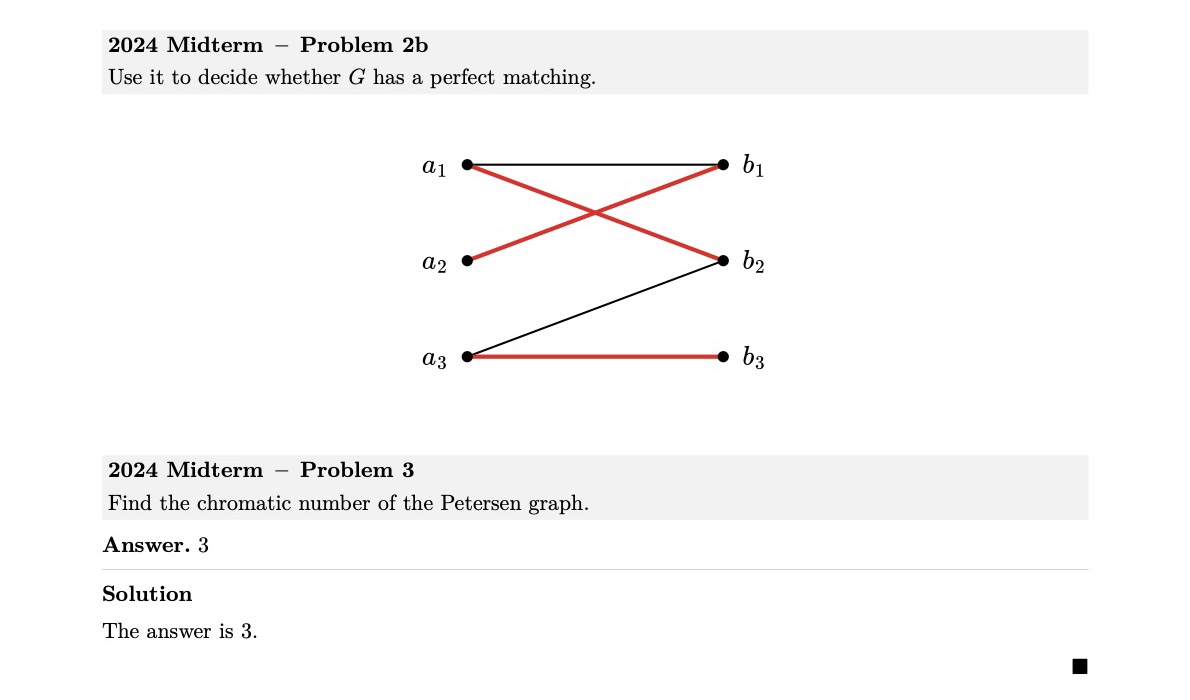 2024 Midterm – Problem 2b
Use it to decide whether G has a perfect matching.
a₁ b₁
a₂ b₂
a₃ b₃
2024 Midterm – Problem 3
Find the chromatic number of the Petersen graph.
Answer. 3
Solution
The answer is 3.